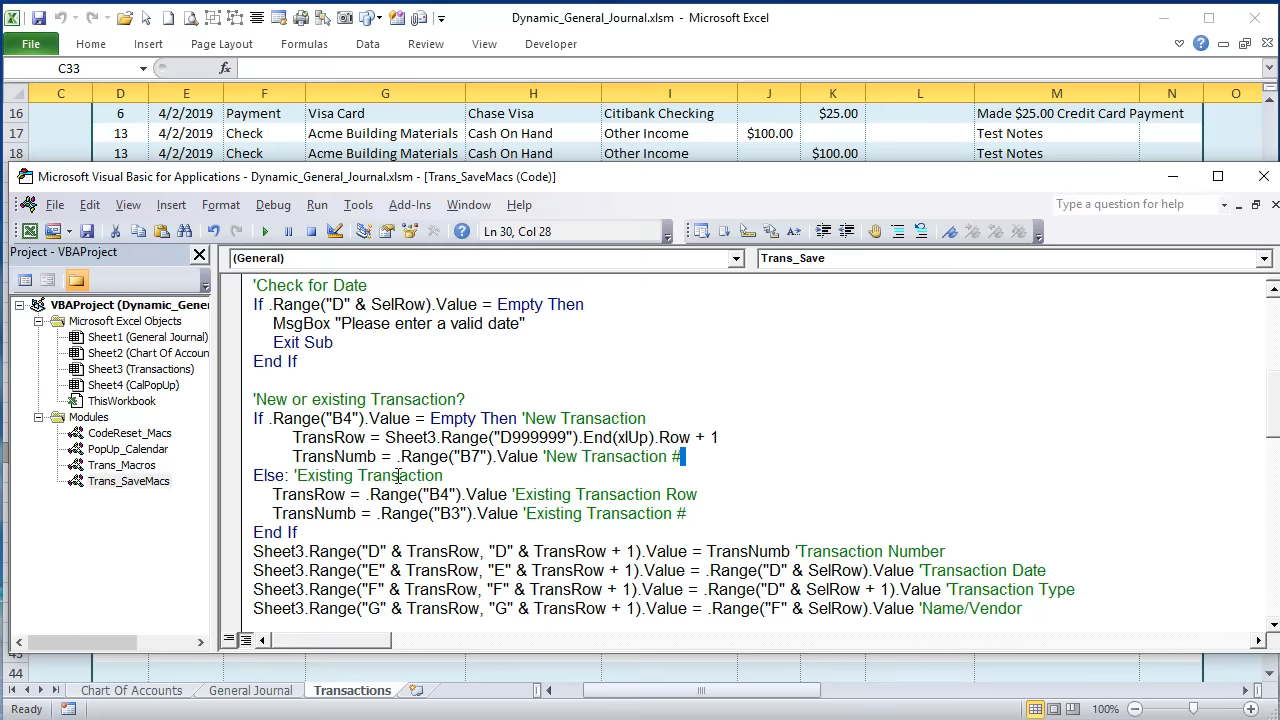 Dynamic_General_Journal.xlsm - Microsoft Excel
File Home Insert Page Layout Formulas Data Review View Developer
C33 fx
C D E F G H I J K L M N O
16 6 4/2/2019 Payment Visa Card Chase Visa Citibank Checking $25.00 Made $25.00 Credit Card Payment
17 13 4/2/2019 Check Acme Building Materials Cash On Hand Other Income $100.00 Test Notes
18 13 4/2/2019 Check Acme Building Materials Cash On Hand Other Income $100.00 Test Notes
Microsoft Visual Basic for Applications - Dynamic_General_Journal.xlsm - [Trans_SaveMacs (Code)]
File Edit View Insert Format Debug Run Tools Add-Ins Window Help Type a question for help
Ln 30, Col 28
Project - VBAProject
(General) Trans_Save
VBAProject (Dynamic_Gener
Microsoft Excel Objects
Sheet1 (General Journal)
Sheet2 (Chart Of Accoun
Sheet3 (Transactions)
Sheet4 (CalPopUp)
ThisWorkbook
Modules
CodeReset_Macs
PopUp_Calendar
Trans_Macros
Trans_SaveMacs
'Check for Date
If .Range("D" & SelRow).Value = Empty Then
MsgBox "Please enter a valid date"
Exit Sub
End If
'New or existing Transaction?
If .Range("B4").Value = Empty Then 'New Transaction
TransRow = Sheet3.Range("D999999").End(xlUp).Row + 1
TransNumb = .Range("B7").Value 'New Transaction #
Else: 'Existing Transaction
TransRow = .Range("B4").Value 'Existing Transaction Row
TransNumb = .Range("B3").Value 'Existing Transaction #
End If
Sheet3.Range("D" & TransRow, "D" & TransRow + 1).Value = TransNumb 'Transaction Number
Sheet3.Range("E" & TransRow, "E" & TransRow + 1).Value = .Range("D" & SelRow).Value 'Transaction Date
Sheet3.Range("F" & TransRow, "F" & TransRow + 1).Value = .Range("D" & SelRow + 1).Value 'Transaction Type
Sheet3.Range("G" & TransRow, "G" & TransRow + 1).Value = .Range("F" & SelRow).Value 'Name/Vendor
44
Chart Of Accounts General Journal Transactions
Ready 100%